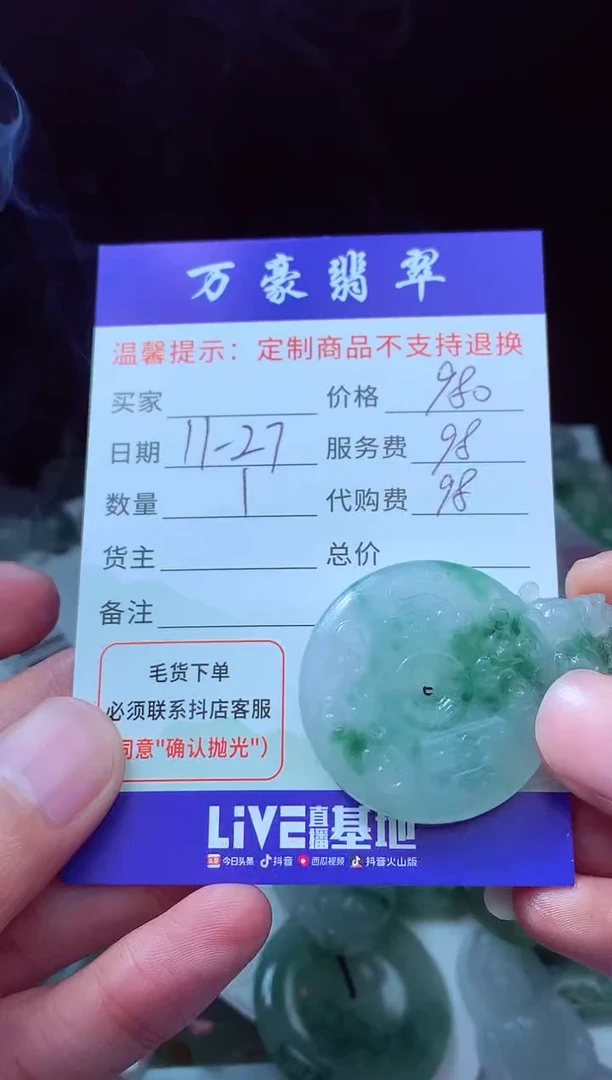 万豪翡翠
温馨提示：定制商品不支持退换
买家 价格 980
日期 11-27 服务费 98
数量 1 代购费 98
货主 总价
备注
毛货下单
必须联系抖店客服
同意"确认抛光")
LiVE直播基地
头条 今日头条 抖音 西瓜视频 抖音火山版